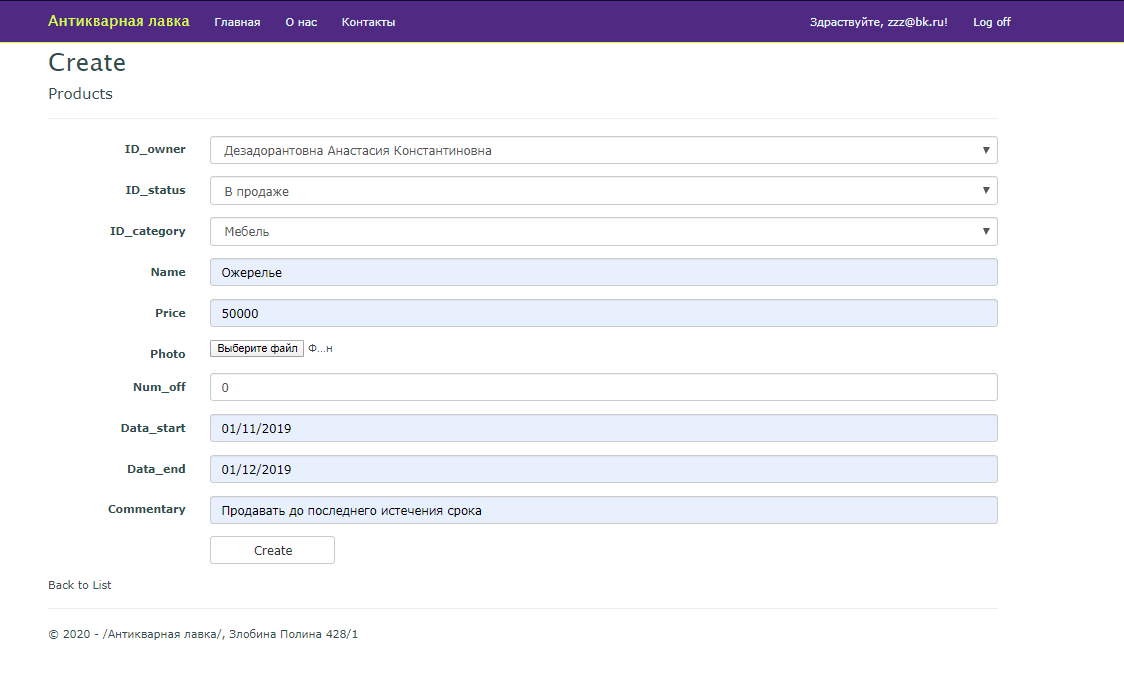 Антикварная лавка Главная О нас Контакты Здраствуйте, zzz@bk.ru! Log off
Create
Products
ID_owner Дезадорантовна Анастасия Константиновна
ID_status В продаже
ID_category Мебель
Name Ожерелье
Price 50000
Photo Выберите файл Ф...н
Num_off 0
Data_start 01/11/2019
Data_end 01/12/2019
Commentary Продавать до последнего истечения срока
Create
Back to List
© 2020 - /Антикварная лавка/, Злобина Полина 428/1